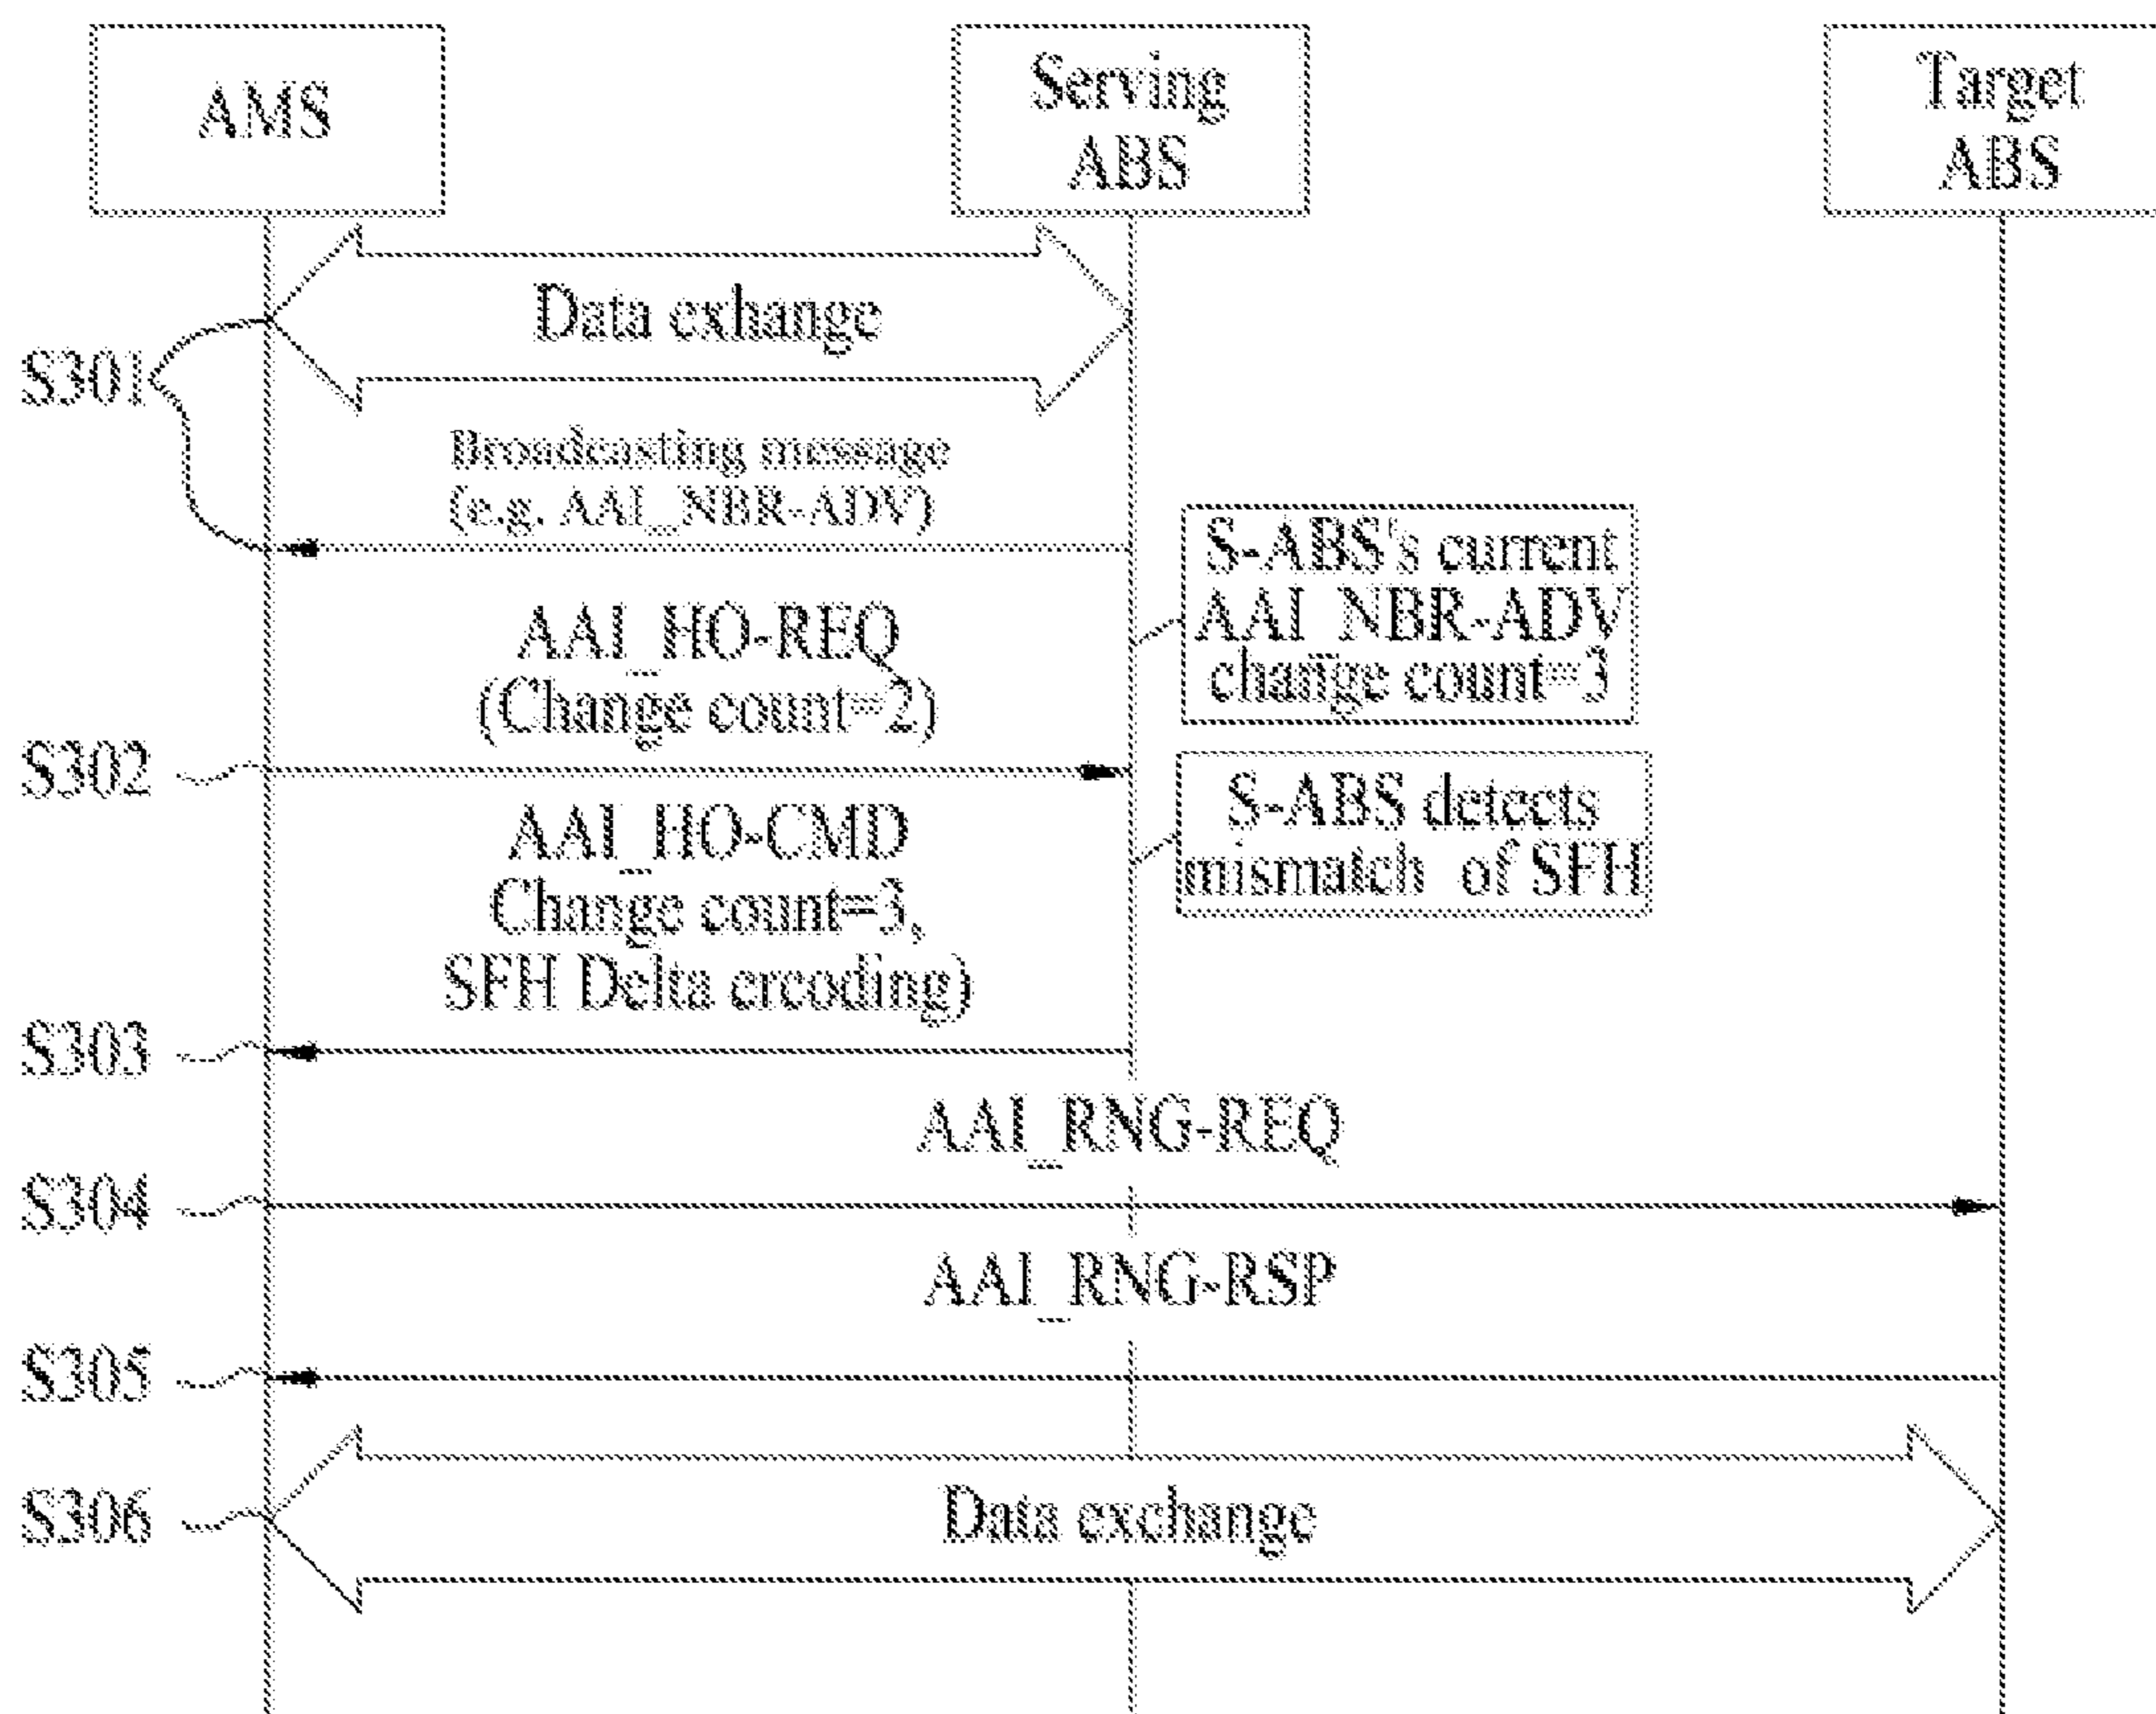 AMS
Serving
ABS
Target
ABS
Data exhange
S301
Broadcasting message
(e.g. AAI_NBR-ADV)
S-ABS's current
AAI_NBR-ADV
change count=3
AAI_HO-REQ
(Change count=2)
S302
S-ABS detects
mismatch of SFH
AAI_HO-CMD
Change count=3,
SFH Delta ercoding)
S303
AAI_RNG-REQ
S304
AAI_RNG-RSP
S305
S306
Data exchange